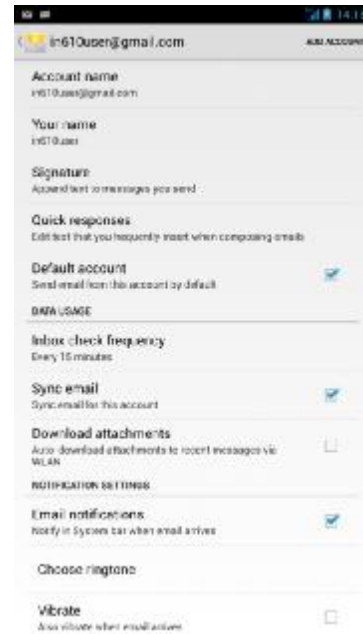 14:15
in610user@gmail.com
ADD ACCOUNT
Account name
in610user@gmail.com
Your name
in610user
Signature
Append text to messages you send
Quick responses
Edit text that you frequently insert when composing emails
Default account
Send email from this account by default
DATA USAGE
Inbox check frequency
Every 15 minutes
Sync email
Sync email for this account
Download attachments
Auto-download attachments to recent messages via
WLAN
NOTIFICATION SETTINGS
Email notifications
Notify in System bar when email arrives
Choose ringtone
Vibrate
Also vibrate when email arrives